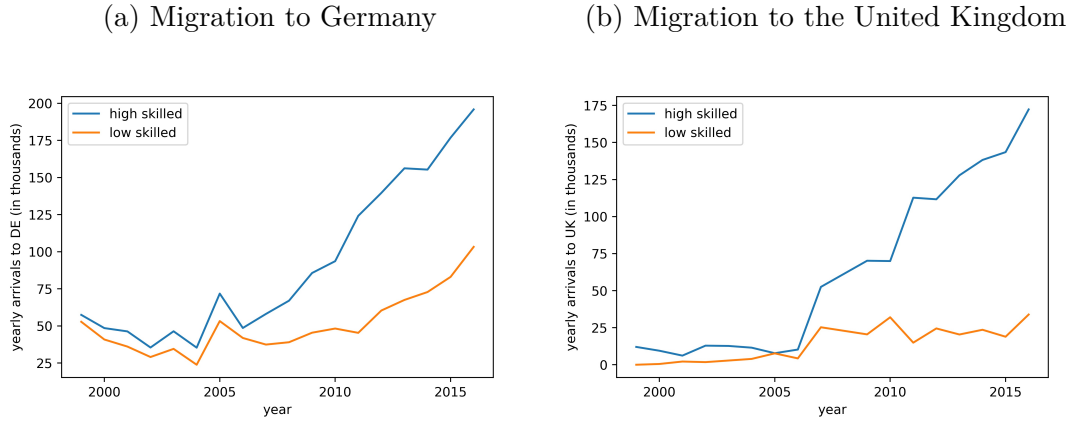 (a) Migration to Germany
(b) Migration to the United Kingdom
200
175
150
125
100
75
50
25
yearly arrivals to DE (in thousands)
high skilled
low skilled
2000
2005
2010
2015
year
175
150
125
100
75
50
25
0
yearly arrivals to UK (in thousands)
high skilled
low skilled
2000
2005
2010
2015
year